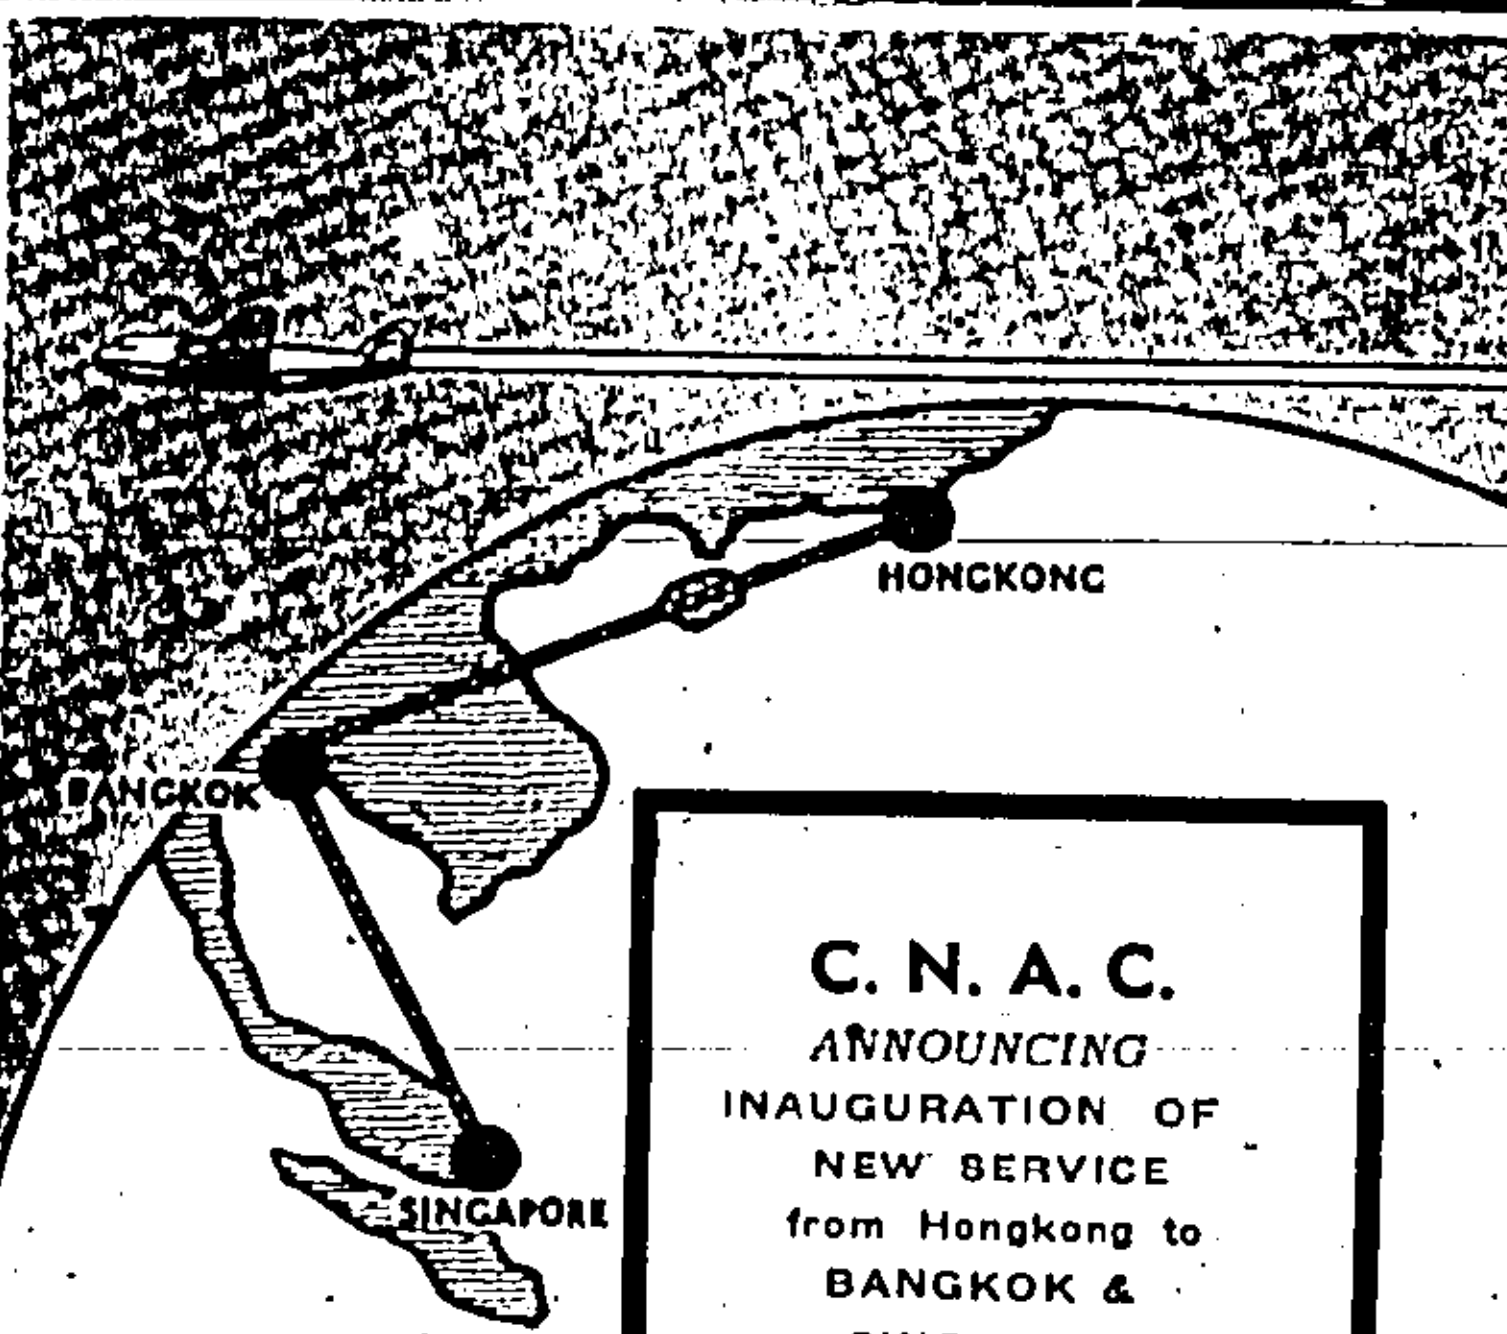 HONGKONG
BANGKOK
SINGAPORE
C. N. A. C.
ANNOUNCING
INAUGURATION OF
NEW SERVICE
from Hongkong to
BANGKOK &